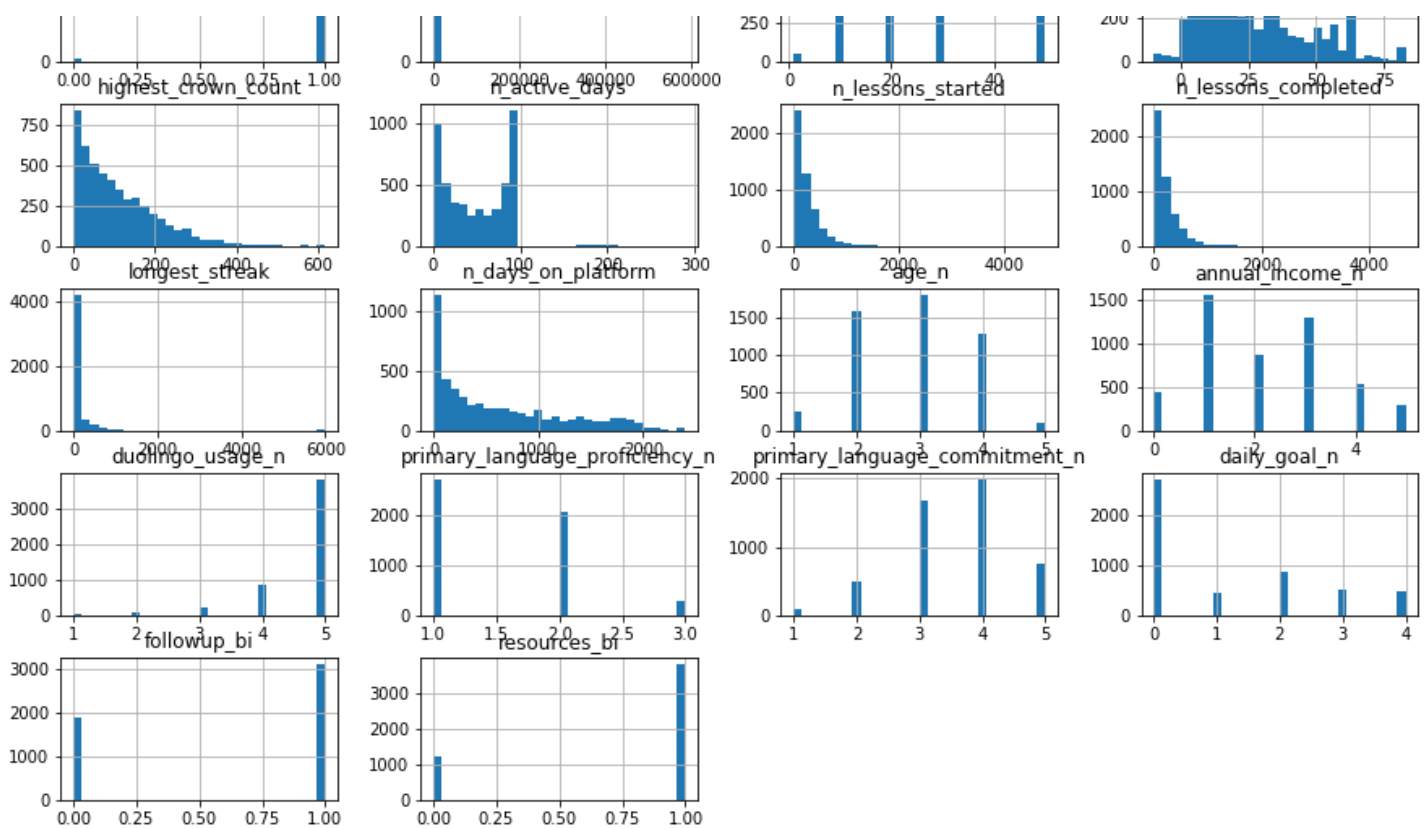 250 200
0 0 0
0.00 0.25 0.50 0.75 1.00 0 200000 400000 600000 0 20 40 0 25 50 75
highest_crown_count n_active_days n_lessons_started n_lessons_completed
750 1000 2000 2000
500 500 1000 1000
250
0 0 0 0
0 200 400 600 0 100 200 300 0 2000 4000 0 2000 4000
longest_streak n_days_on_platform age_n annual_income_n
4000 1000 1500 1500
2000 500 1000 1000
500 500
0 0 0 0
0 2000 4000 6000 0 1000 2000 1 2 3 4 5 0 2 4
duolingo_usage_n primary_language_proficiency_n primary_language_commitment_n daily_goal_n
3000 2000 2000 2000
2000 1000 1000 1000
1000
0 0 0 0
1 2 3 4 5 1.0 1.5 2.0 2.5 3.0 1 2 3 4 5 0 1 2 3 4
followup_bi resources_bi
3000 3000
2000 2000
1000 1000
0 0
0.00 0.25 0.50 0.75 1.00 0.00 0.25 0.50 0.75 1.00